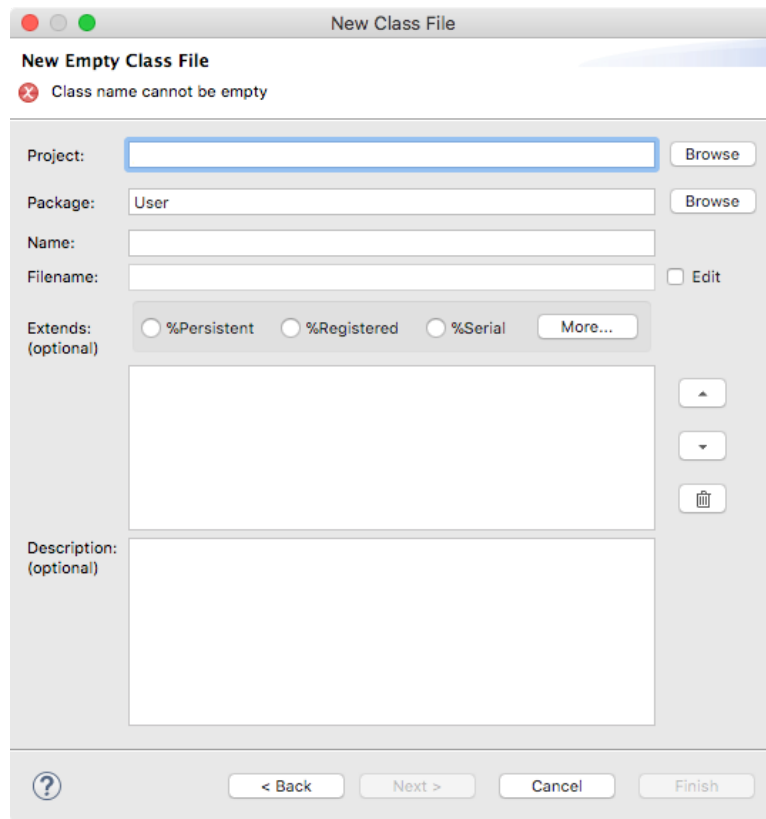 New Class File
New Empty Class File
Class name cannot be empty
Project: Browse
Package: User Browse
Name:
Filename: Edit
Extends: %Persistent %Registered %Serial More...
(optional)
Description:
(optional)
? < Back Next > Cancel Finish